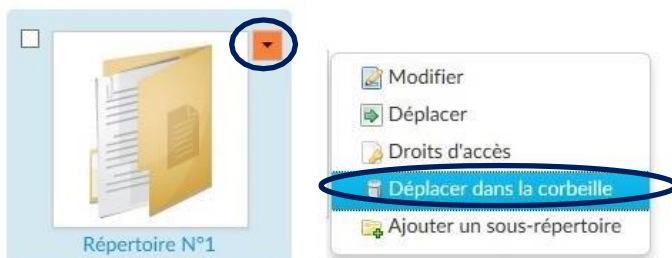 Répertoire N°1
Modifier
Déplacer
Droits d'accès
Déplacer dans la corbeille
Ajouter un sous-répertoire